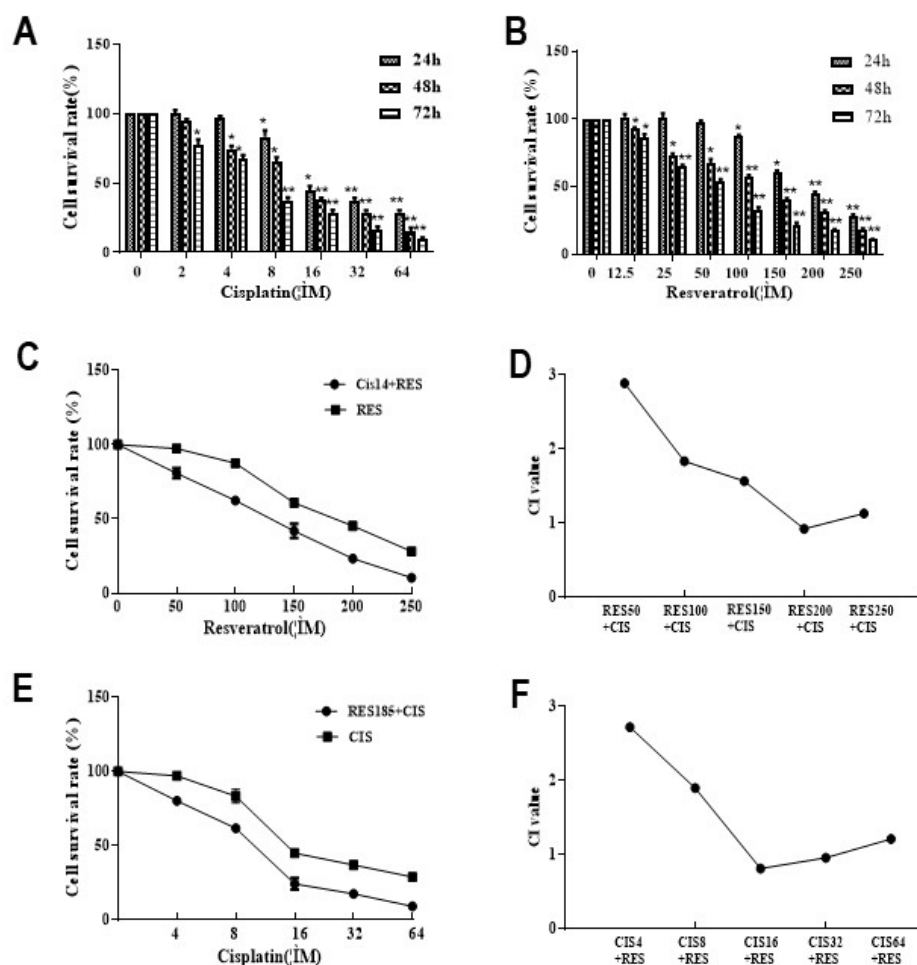 A
150
100
50
0
Cell survival rate(%)
24h
48h
72h
* * * * * * ** * ** ** ** ** ** ** ** **
0 2 4 8 16 32 64
Cisplatin(¦ÌM)
B
150
100
50
0
Cell survival rate (%)
24h
48h
72h
* * * ** * ** * ** ** * ** ** ** ** ** ** ** **
0 12.5 25 50 100 150 200 250
Resveratrol(¦ÌM)
C
150
100
50
0
Cell survival rate (%)
Cis14+RES
RES
0 50 100 150 200 250
Resveratrol(¦ÌM)
D
3
2
1
0
CI value
RES50 RES100 RES150 RES200 RES250
+CIS +CIS +CIS +CIS +CIS
E
150
100
50
0
Cell survival rate (%)
RES185+CIS
CIS
4 8 16 32 64
Cisplatin(¦ÌM)
F
3
2
1
0
CI value
CIS4 CIS8 CIS16 CIS32 CIS64
+RES +RES +RES +RES +RES